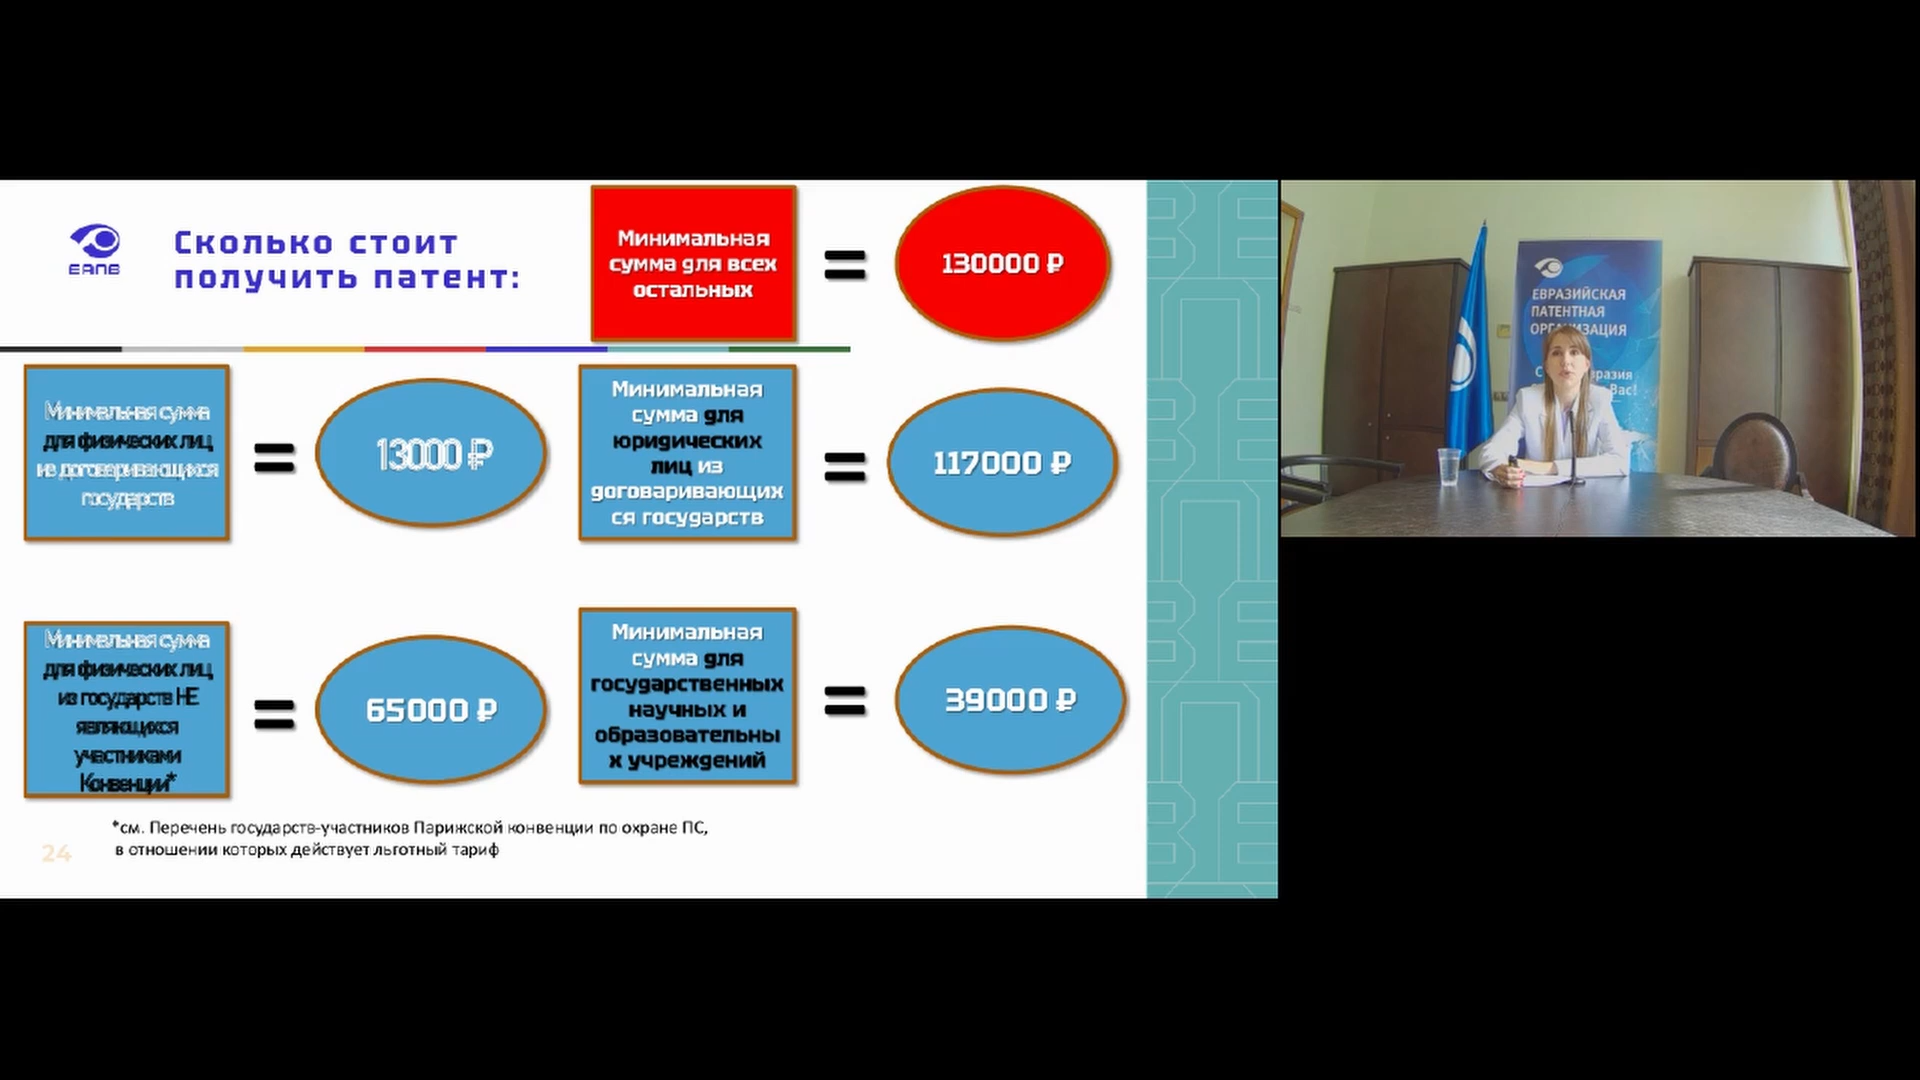 ЕАПВ
Сколько стоит
получить патент:
Минимальная
сумма для всех
остальных
=
130000 ₽
Минимальная сумма
для физических лиц
из договаривающихся
государств
=
13000 ₽
Минимальная
сумма для
юридических
лиц из
договаривающих
ся государств
=
117000 ₽
Минимальная сумма
для физических лиц
из государств НЕ
являющихся
участниками
Конвенции*
=
65000 ₽
Минимальная
сумма для
государственных
научных и
образовательны
х учреждений
=
39000 ₽
*см. Перечень государств-участников Парижской конвенции по охране ПС,
в отношении которых действует льготный тариф
24
ЕВРАЗИЙСКАЯ
ПАТЕНТНАЯ
ОРГАНИЗАЦИЯ
Вас!